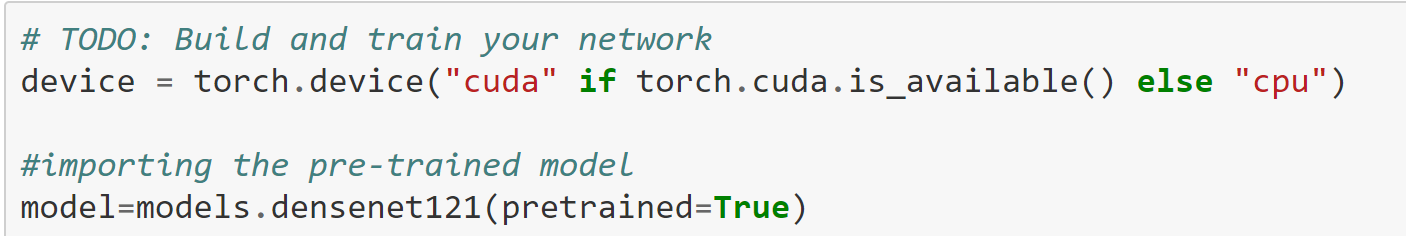 # TODO: Build and train your network
device = torch.device("cuda" if torch.cuda.is_available() else "cpu")
#importing the pre-trained model
model=models.densenet121(pretrained=True)